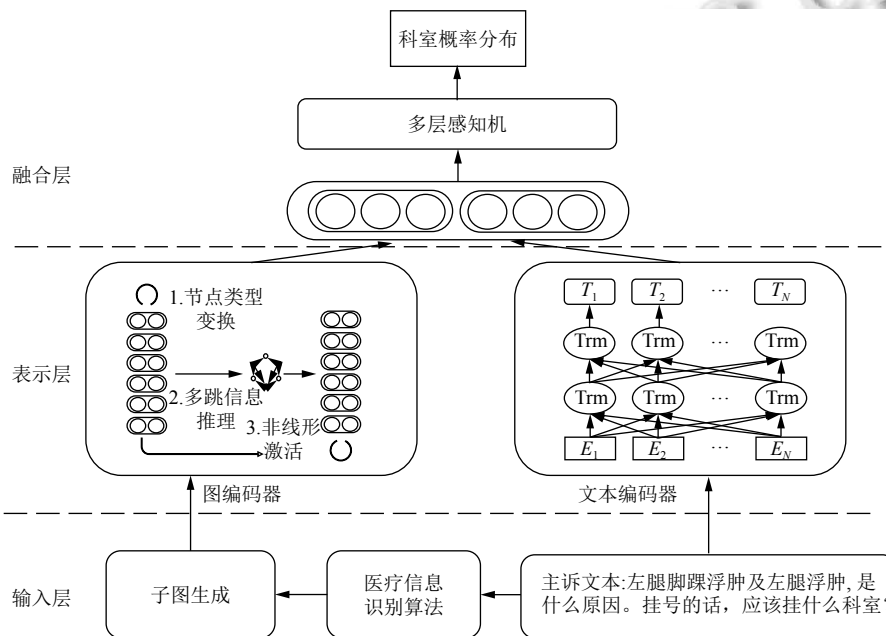 科室概率分布
多层感知机
融合层
1.节点类型
变换
2.多跳信息
推理
3.非线形
激活
表示层
T1 T2 ... TN
Trm Trm ... Trm
Trm Trm ... Trm
E1 E2 ... EN
图编码器
文本编码器
输入层
子图生成
医疗信息
识别算法
主诉文本:左腿脚踝浮肿及左腿浮肿, 是
什么原因。挂号的话，应该挂什么科室?